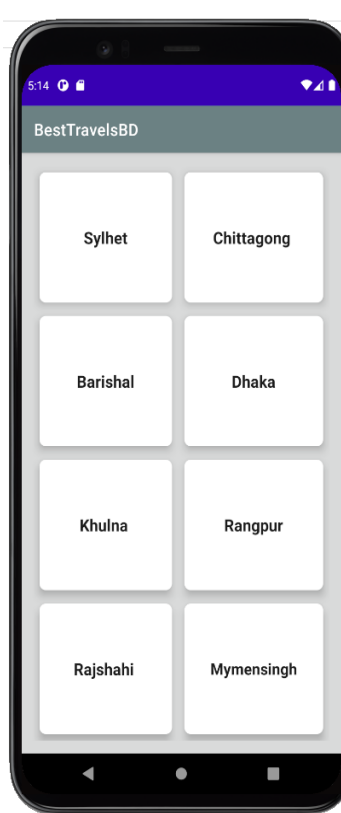 5:14
BestTravelsBD
Sylhet
Chittagong
Barishal
Dhaka
Khulna
Rangpur
Rajshahi
Mymensingh